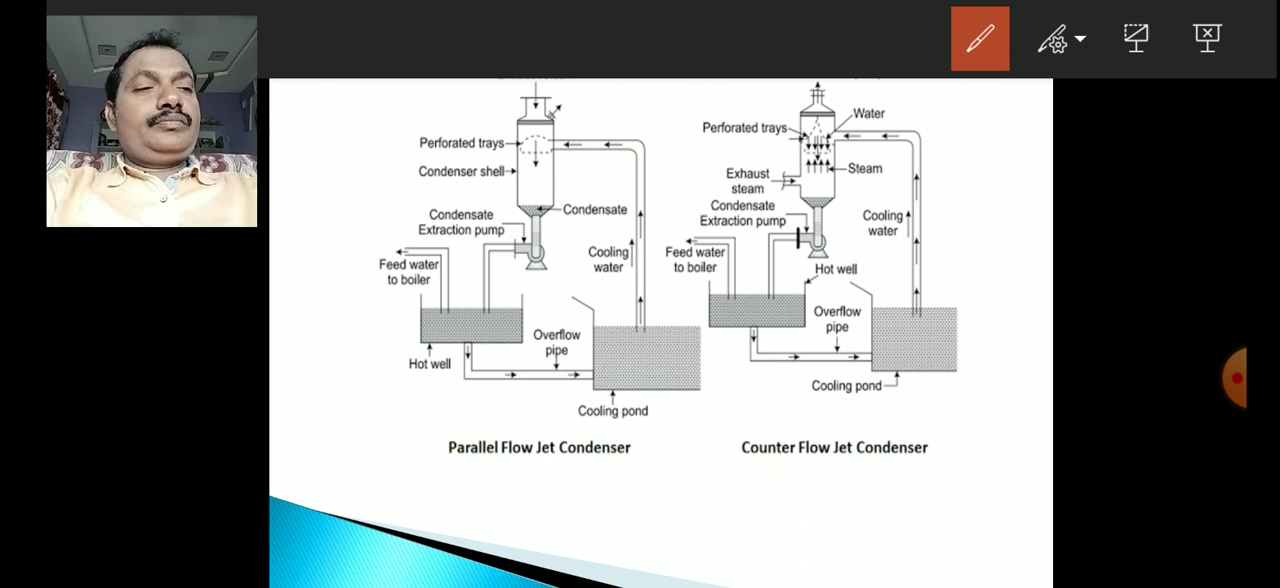 Perforated trays
Condenser shell
Condensate
Condensate
Extraction pump
Feed water
to boiler
Cooling
water
Overflow
pipe
Hot well
Cooling pond
Parallel Flow Jet Condenser
Water
Perforated trays
Steam
Exhaust
steam
Condensate
Extraction pump
Cooling
water
Feed water
to boiler
Hot well
Overflow
pipe
Cooling pond
Counter Flow Jet Condenser